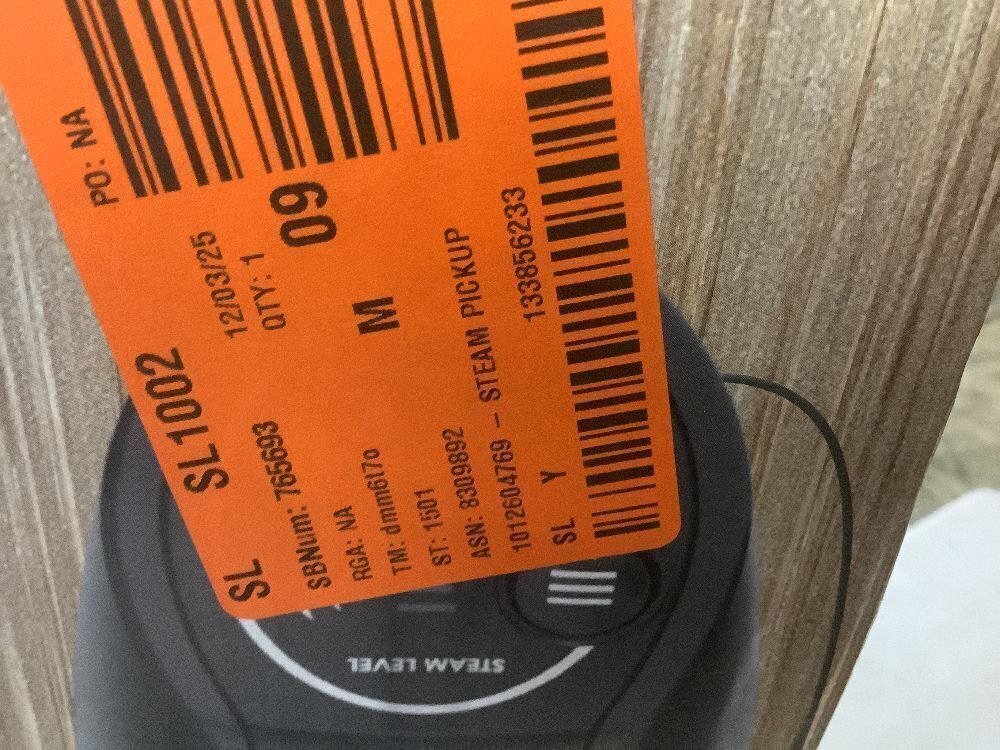 PO: NA
SL SL1002
12/03/25
SBNum: 765693 QTY: 1
RGA: NA M 09
TM: dmm617o
ST: 1501
ASN: 8309892
1012604769 – STEAM PICKUP
SL Y 133856233
STEAM LEVEL